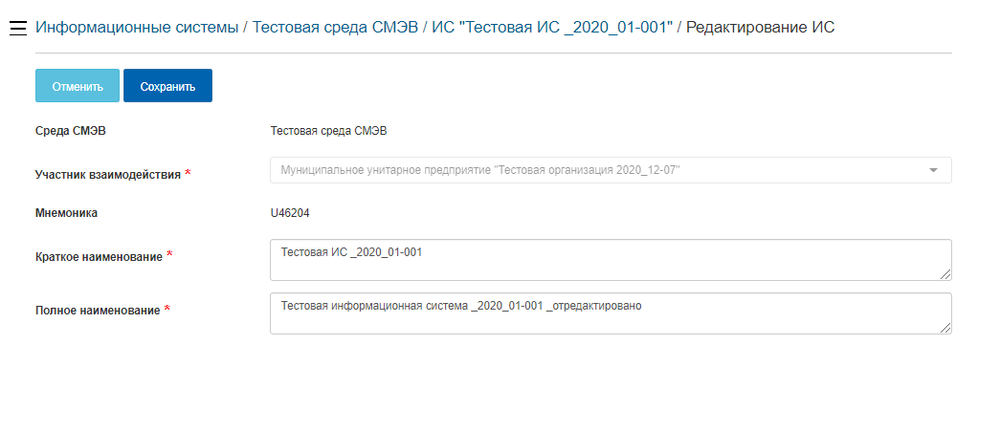 Информационные системы / Тестовая среда СМЭВ / ИС "Тестовая ИС _2020_01-001" / Редактирование ИС
Отменить Сохранить
Среда СМЭВ Тестовая среда СМЭВ
Участник взаимодействия * Муниципальное унитарное предприятие "Тестовая организация 2020_12-07"
Мнемоника U46204
Краткое наименование * Тестовая ИС _2020_01-001
Полное наименование * Тестовая информационная система _2020_01-001 _отредактировано